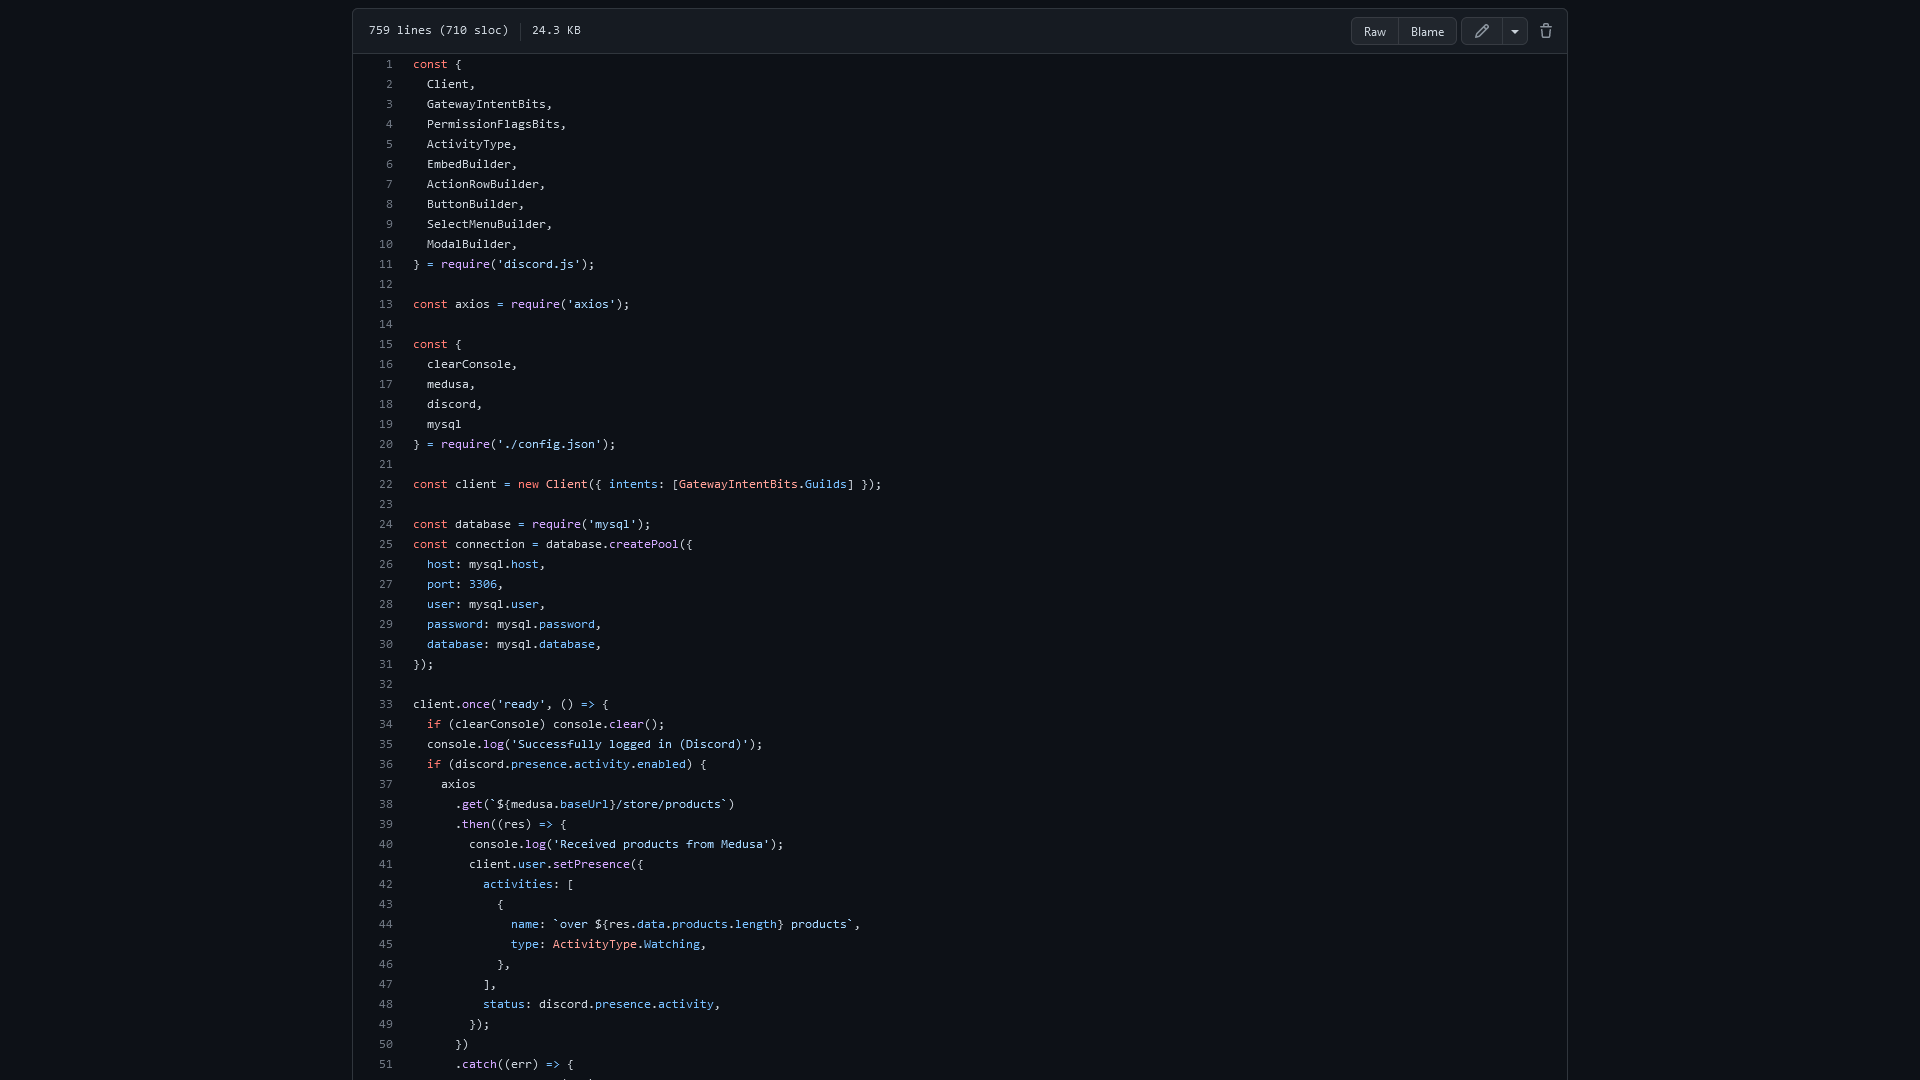 759 lines (710 sloc) 24.3 KB Raw Blame
1 const {
2 Client,
3 GatewayIntentBits,
4 PermissionFlagsBits,
5 ActivityType,
6 EmbedBuilder,
7 ActionRowBuilder,
8 ButtonBuilder,
9 SelectMenuBuilder,
10 ModalBuilder,
11 } = require('discord.js');
12
13 const axios = require('axios');
14
15 const {
16 clearConsole,
17 medusa,
18 discord,
19 mysql
20 } = require('./config.json');
21
22 const client = new Client({ intents: [GatewayIntentBits.Guilds] });
23
24 const database = require('mysql');
25 const connection = database.createPool({
26 host: mysql.host,
27 port: 3306,
28 user: mysql.user,
29 password: mysql.password,
30 database: mysql.database,
31 });
32
33 client.once('ready', () => {
34 if (clearConsole) console.clear();
35 console.log('Successfully logged in (Discord)');
36 if (discord.presence.activity.enabled) {
37 axios
38 .get(`${medusa.baseUrl}/store/products`)
39 .then((res) => {
40 console.log('Received products from Medusa');
41 client.user.setPresence({
42 activities: [
43 {
44 name: `over ${res.data.products.length} products`,
45 type: ActivityType.Watching,
46 },
47 ],
48 status: discord.presence.activity,
49 });
50 })
51 .catch((err) => {